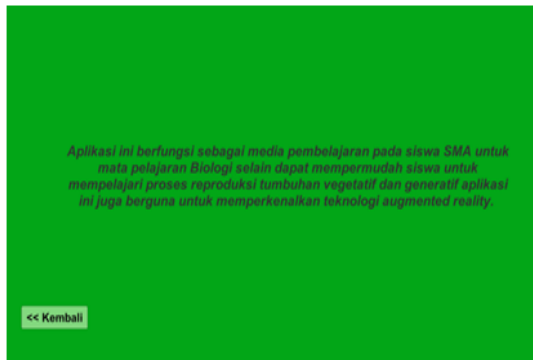 Aplikasi ini berfungsi sebagai media pembelajaran pada siswa SMA untuk
mata pelajaran Biologi selain dapat mempermudah siswa untuk
mempelajari proses reproduksi tumbuhan vegetatif dan generatif aplikasi
ini juga berguna untuk memperkenalkan teknologi augmented reality.
<< Kembali